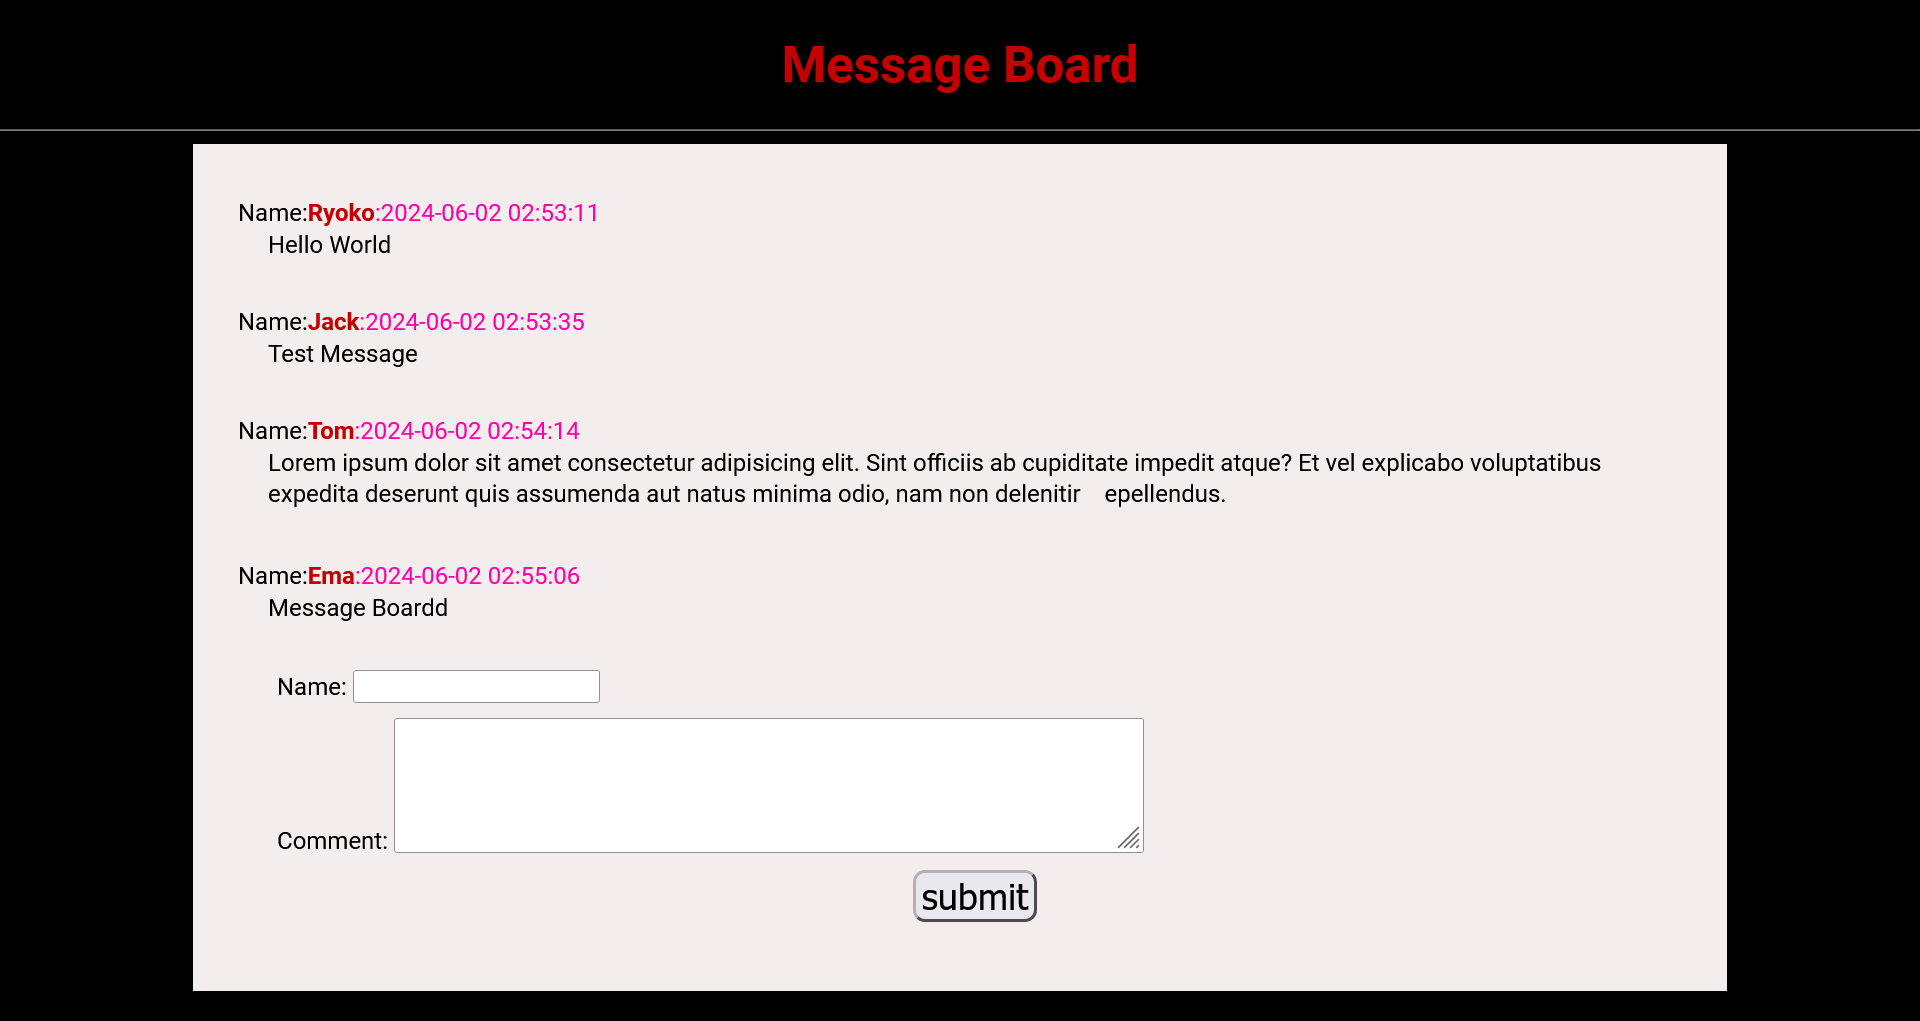 Message Board
Name:Ryoko:2024-06-02 02:53:11
Hello World
Name:Jack:2024-06-02 02:53:35
Test Message
Name:Tom:2024-06-02 02:54:14
Lorem ipsum dolor sit amet consectetur adipisicing elit. Sint officiis ab cupiditate impedit atque? Et vel explicabo voluptatibus
expedita deserunt quis assumenda aut natus minima odio, nam non delenitir    epellendus.
Name:Ema:2024-06-02 02:55:06
Message Boardd
Name:
Comment:
submit